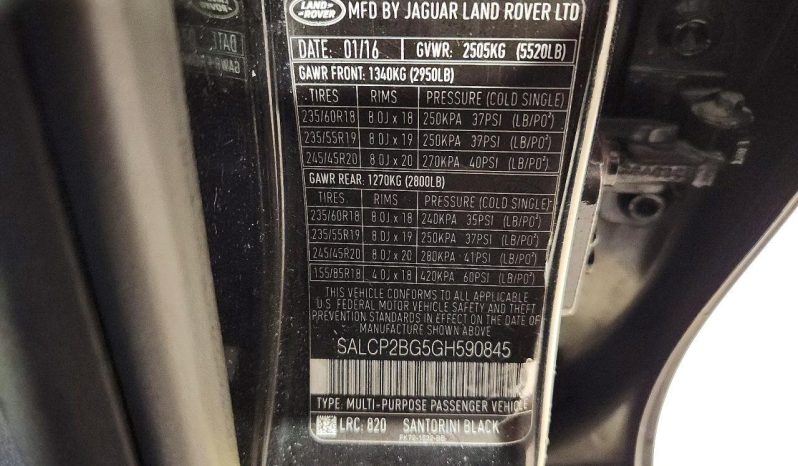 LAND ROVER MFD BY JAGUAR LAND ROVER LTD
DATE: 01/16 GVWR: 2505KG (5520LB)
GAWR FRONT: 1340KG (2950LB)
TIRES RIMS PRESSURE (COLD SINGLE)
235/60R18 8.0J x 18 250KPA 37PSI (LB/PO²)
235/55R19 8.0J x 19 250KPA 37PSI (LB/PO²)
245/45R20 8.0J x 20 270KPA 40PSI (LB/PO²)
GAWR REAR: 1270KG (2800LB)
TIRES RIMS PRESSURE (COLD SINGLE)
235/60R18 8.0J x 18 240KPA 35PSI (LB/PO²)
235/55R19 8.0J x 19 250KPA 37PSI (LB/PO²)
245/45R20 8.0J x 20 280KPA 41PSI (LB/PO²)
155/85R18 4.0J x 18 420KPA 60PSI (LB/PO²)
THIS VEHICLE CONFORMS TO ALL APPLICABLE
U.S. FEDERAL MOTOR VEHICLE SAFETY AND THEFT
PREVENTION STANDARDS IN EFFECT ON THE DATE OF
MANUFACTURE SHOWN ABOVE
SALCP2BG5GH590845
TYPE: MULTI-PURPOSE PASSENGER VEHICLE
LRC: 820 SANTORINI BLACK